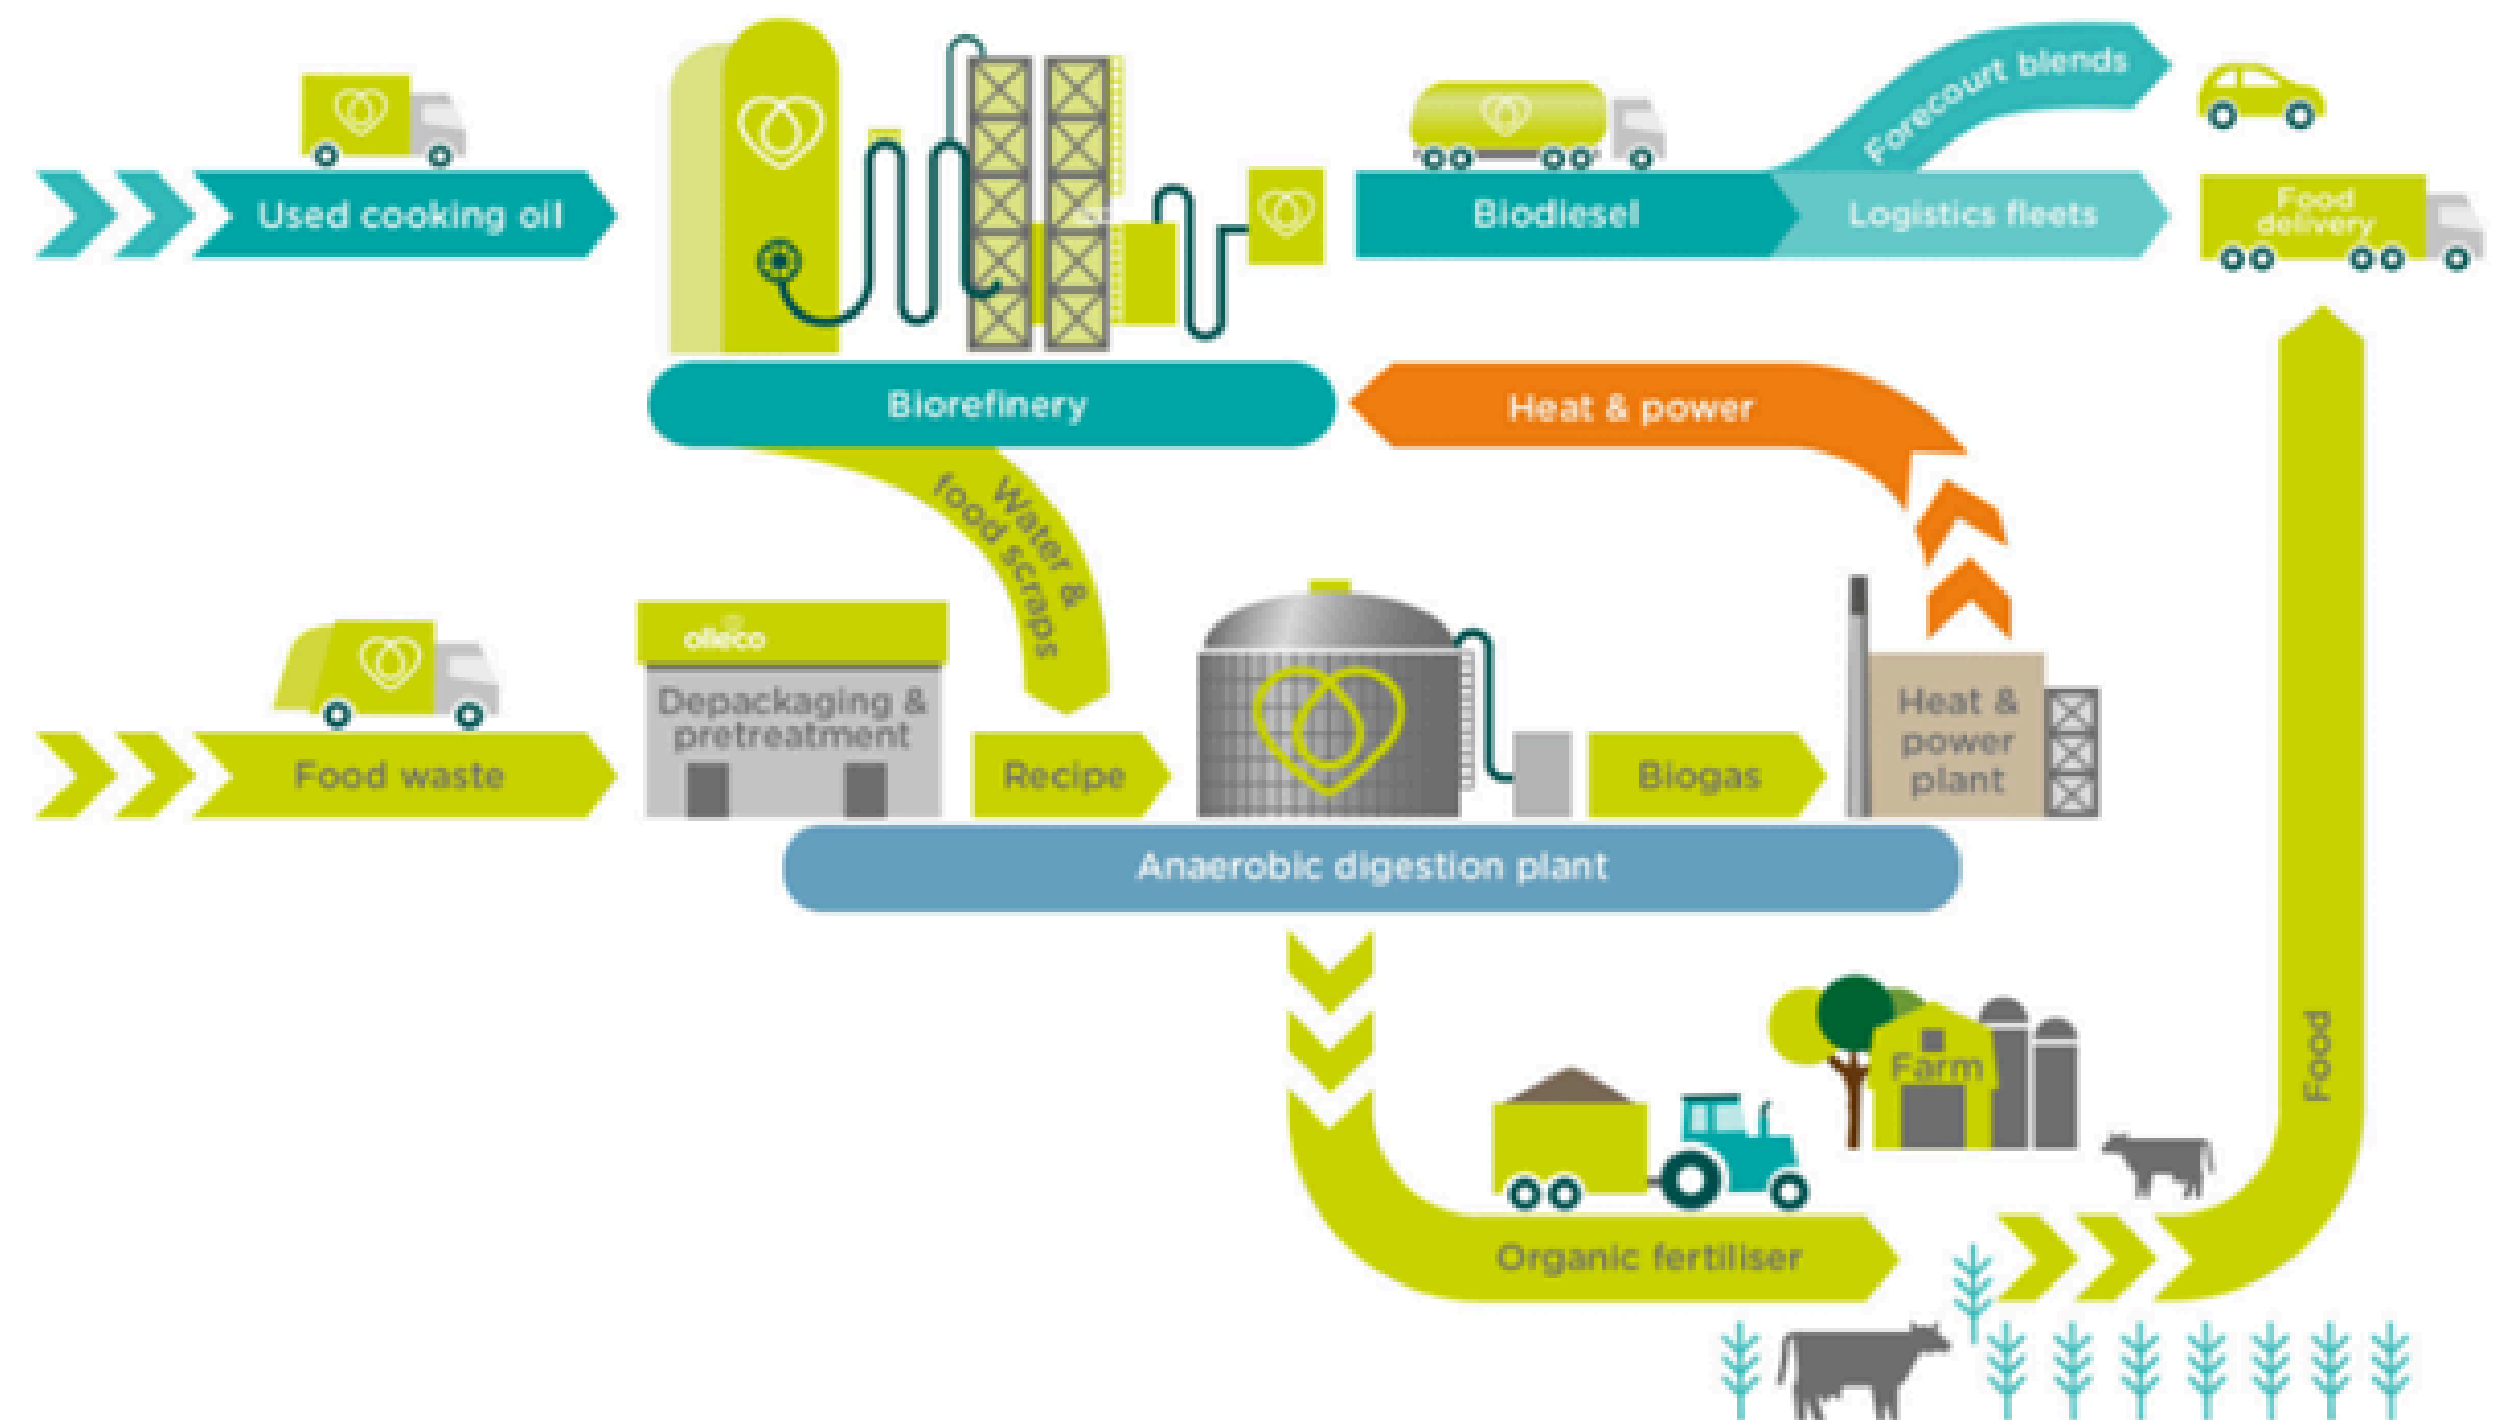 Forecourt blends
Used cooking oil
Biodiesel
Logistics fleets
Food
delivery
Biorefinery
Heat & power
Water &
food scraps
olleco
Depackaging &
pretreatment
Heat &
power
plant
Food waste
Recipe
Biogas
Anaerobic digestion plant
Farm
Food
Organic fertiliser